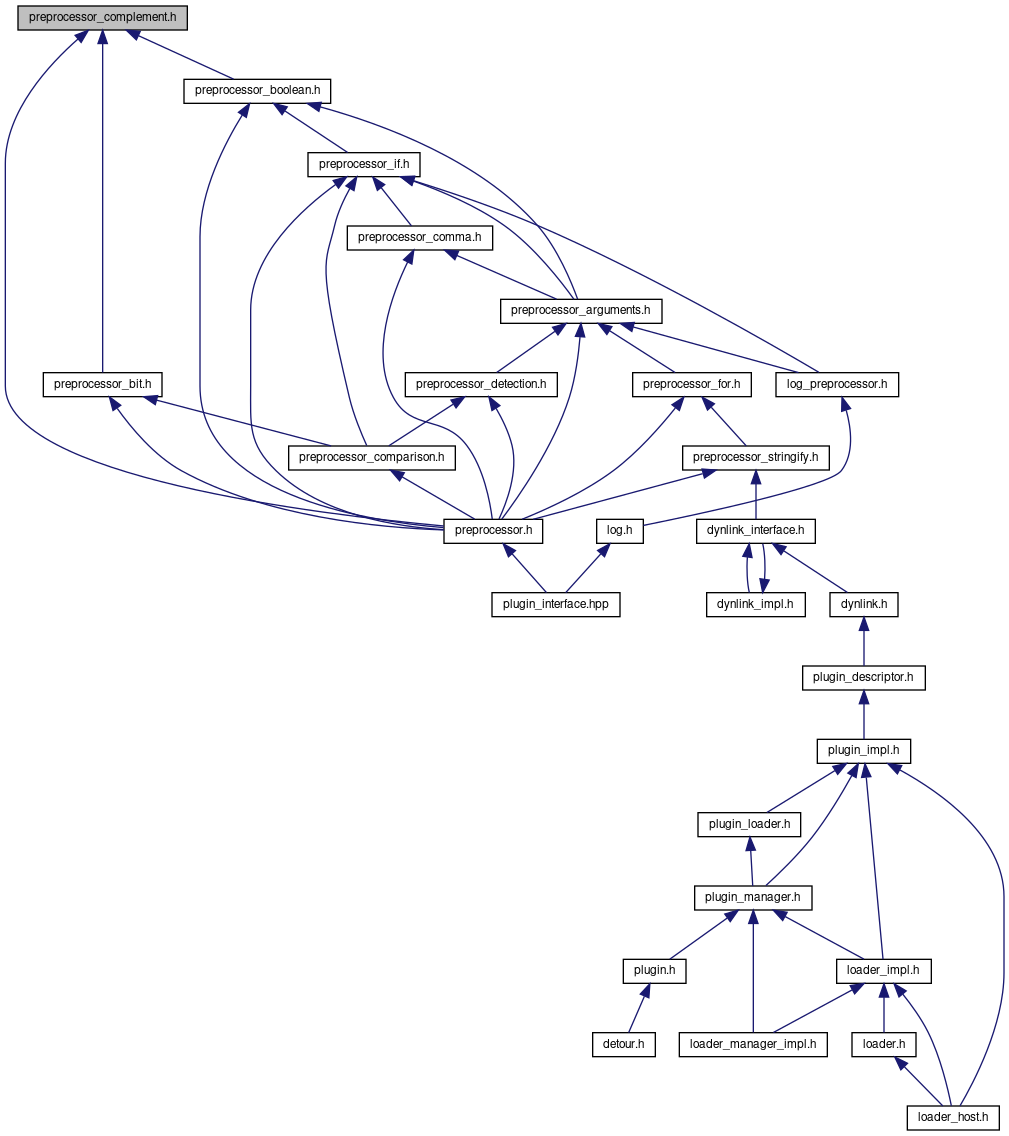 preprocessor_complement.h
preprocessor_boolean.h
preprocessor_if.h
preprocessor_comma.h
preprocessor_arguments.h
preprocessor_bit.h
preprocessor_detection.h
preprocessor_for.h
log_preprocessor.h
preprocessor_comparison.h
preprocessor_stringify.h
preprocessor.h
log.h
dynlink_interface.h
plugin_interface.hpp
dynlink_impl.h
dynlink.h
plugin_descriptor.h
plugin_impl.h
plugin_loader.h
plugin_manager.h
plugin.h
loader_impl.h
detour.h
loader_manager_impl.h
loader.h
loader_host.h